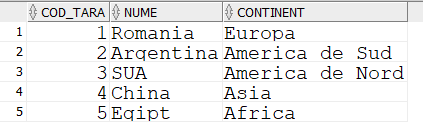 COD_TARA NUME CONTINENT
1 1 Romania Europa
2 2 Argentina America de Sud
3 3 SUA America de Nord
4 4 China Asia
5 5 Egipt Africa